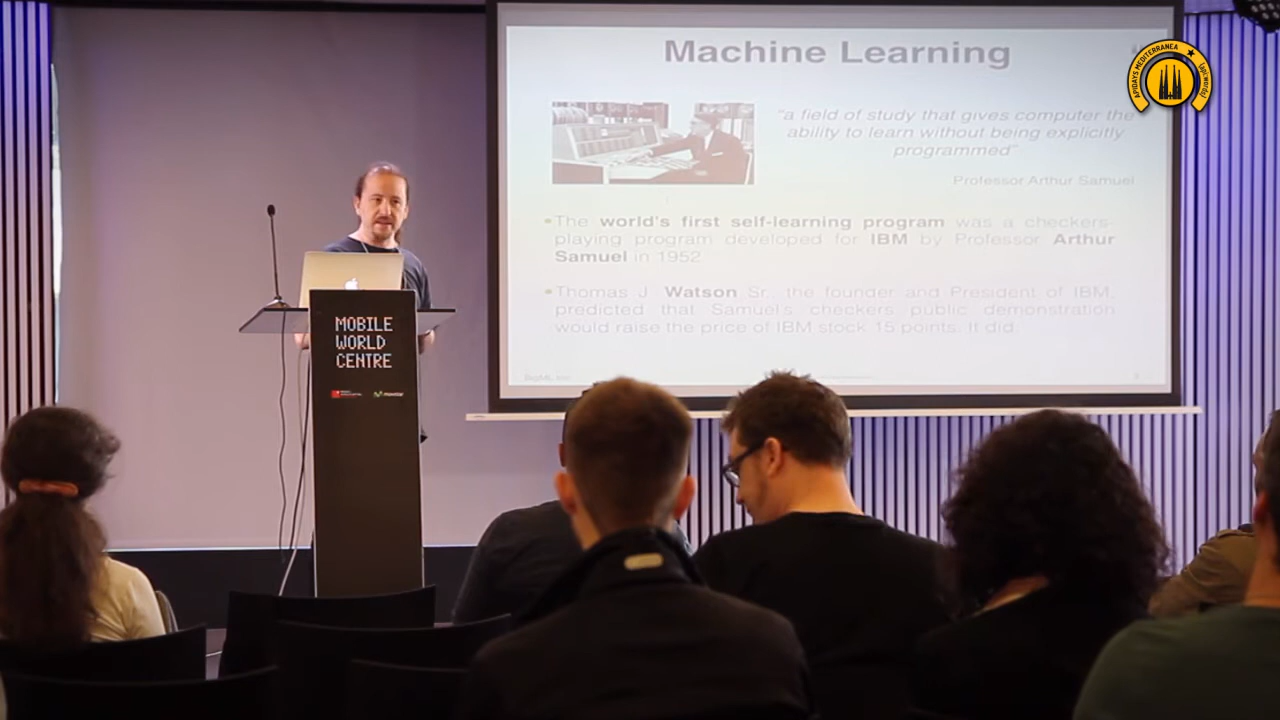 Machine Learning
"a field of study that gives computer the
ability to learn without being explicitly
programmed"
Professor Arthur Samuel
•The world's first self-learning program was a checkers-
playing program developed for IBM by Professor Arthur
Samuel in 1952.
•Thomas J. Watson Sr., the founder and President of IBM,
predicted that Samuel's checkers public demonstration
would raise the price of IBM stock 15 points. It did.
APIDAYS MEDITERRANEA
MOBILE
WORLD
CENTRE
movistar